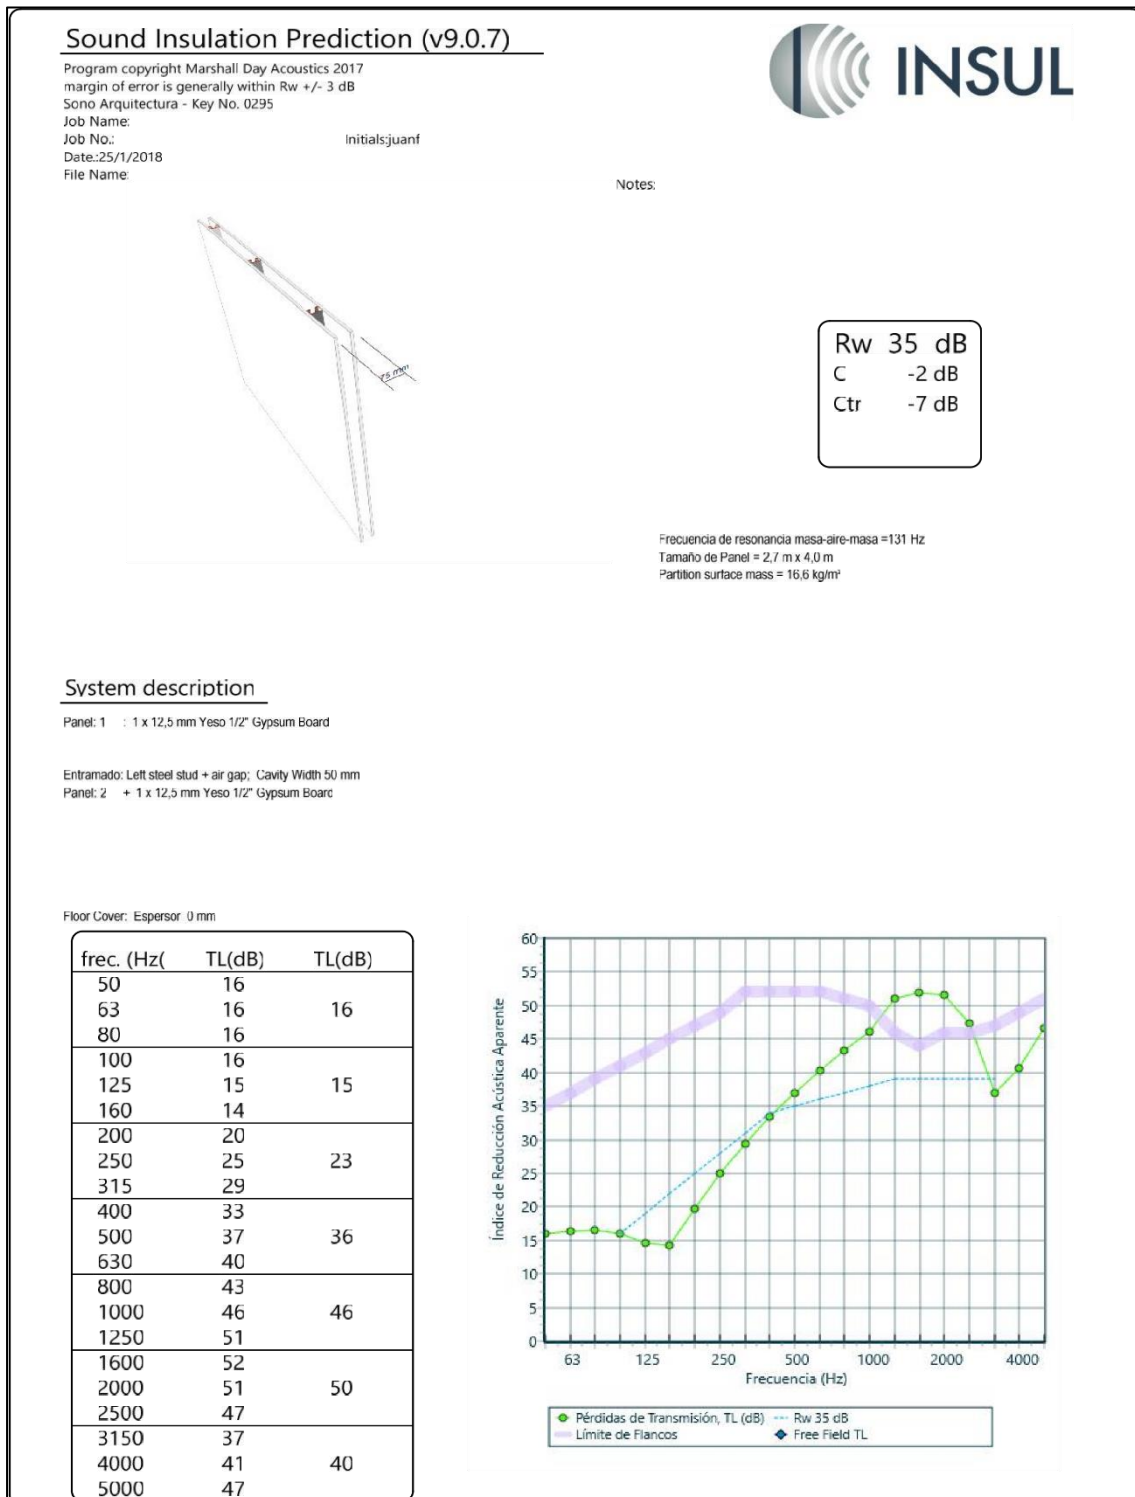 Sound Insulation Prediction (v9.0.7)
INSUL
Program copyright Marshall Day Acoustics 2017
margin of error is generally within Rw +/- 3 dB
Sono Arquitectura - Key No. 0295
Job Name:
Job No.: Initials:juanf
Date.:25/1/2018
File Name:
Notes:
75 mm
Rw 35 dB
C -2 dB
Ctr -7 dB
Frecuencia de resonancia masa-aire-masa =131 Hz
Tamaño de Panel = 2,7 m x 4,0 m
Partition surface mass = 16,6 kg/m²
System description
Panel: 1 : 1 x 12,5 mm Yeso 1/2" Gypsum Board
Entramado: Left steel stud + air gap; Cavity Width 50 mm
Panel: 2 + 1 x 12,5 mm Yeso 1/2" Gypsum Board
Floor Cover: Espersor 0 mm
frec. (Hz( TL(dB) TL(dB)
50 16
63 16 16
80 16
100 16
125 15 15
160 14
200 20
250 25 23
315 29
400 33
500 37 36
630 40
800 43
1000 46 46
1250 51
1600 52
2000 51 50
2500 47
3150 37
4000 41 40
5000 47
Índice de Reducción Acústica Aparente
60
55
50
45
40
35
30
25
20
15
10
5
0
63 125 250 500 1000 2000 4000
Frecuencia (Hz)
Pérdidas de Transmisión, TL (dB) Rw 35 dB
Límite de Flancos Free Field TL